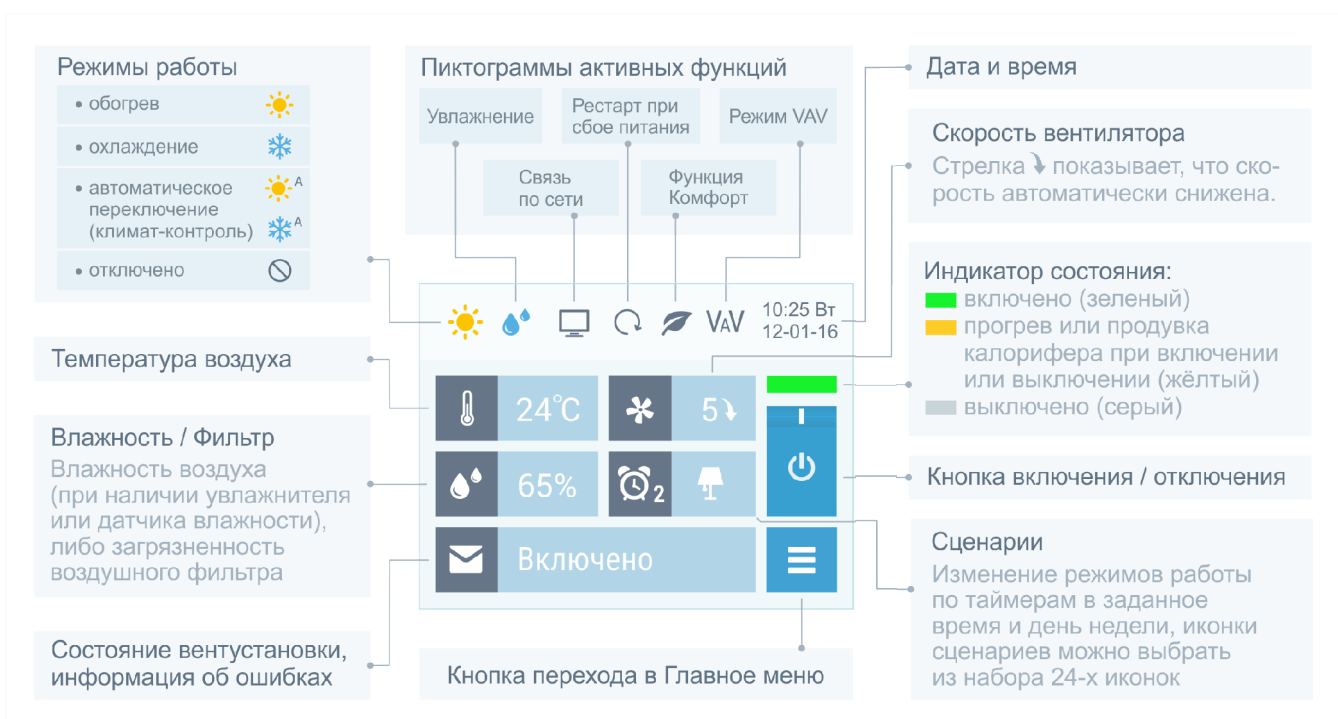 Режимы работы
• обогрев
• охлаждение
• автоматическое
переключение
(климат-контроль)
A
A
• отключено
Температура воздуха
Влажность / Фильтр
Влажность воздуха
(при наличии увлажнителя
или датчика влажности),
либо загрязненность
воздушного фильтра
Состояние вентустановки,
информация об ошибках
Пиктограммы активных функций
Увлажнение
Рестарт при
сбое питания
Режим VAV
Связь
по сети
Функция
Комфорт
VAV
10:25 Вт
12-01-16
24°C
5
65%
2
Включено
Кнопка перехода в Главное меню
Дата и время
Скорость вентилятора
Стрелка показывает, что ско-
рость автоматически снижена.
Индикатор состояния:
включено (зеленый)
прогрев или продувка
калорифера при включении
или выключении (жёлтый)
выключено (серый)
Кнопка включения / отключения
Сценарии
Изменение режимов работы
по таймерам в заданное
время и день недели, иконки
сценариев можно выбрать
из набора 24-х иконок